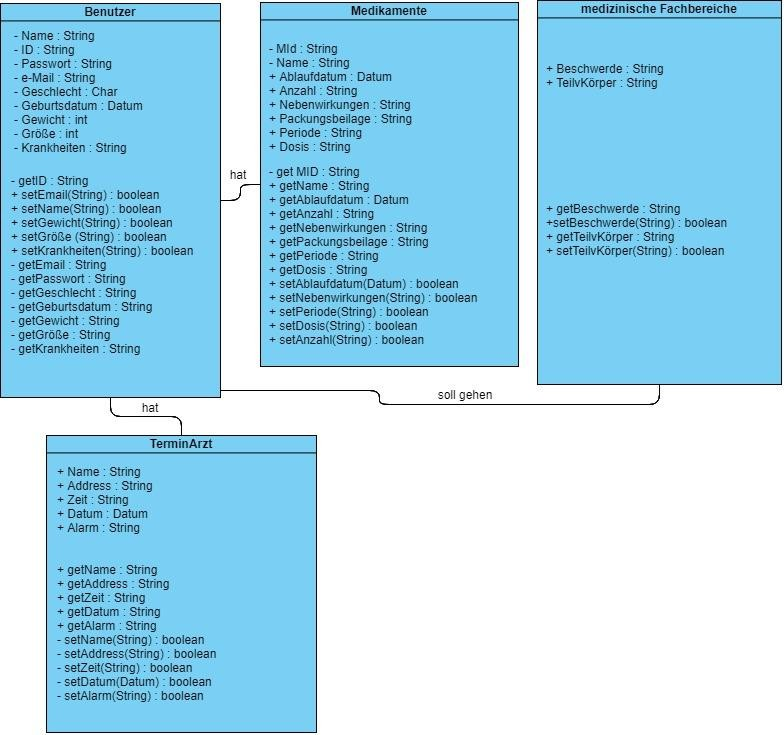 Benutzer
- Name : String
- ID : String
- Passwort : String
- e-Mail : String
- Geschlecht : Char
- Geburtsdatum : Datum
- Gewicht : int
- Größe : int
- Krankheiten : String
- getID : String
+ setEmail(String) : boolean
+ setName(String) : boolean
+ setGewicht(String) : boolean
+ setGröße (String) : boolean
+ setKrankheiten(String) : boolean
- getEmail : String
- getPasswort : String
- getGeschlecht : String
- getGeburtsdatum : String
- getGewicht : String
- getGröße : String
- getKrankheiten : String
hat
Medikamente
- MId : String
- Name : String
+ Ablaufdatum : Datum
+ Anzahl : String
+ Nebenwirkungen : String
+ Packungsbeilage : String
+ Periode : String
+ Dosis : String
- get MID : String
+ getName : String
+ getAblaufdatum : Datum
+ getAnzahl : String
+ getNebenwirkungen : String
+ getPackungsbeilage : String
+ getPeriode : String
+ getDosis : String
+ setAblaufdatum(Datum) : boolean
+ setNebenwirkungen(String) : boolean
+ setPeriode(String) : boolean
+ setDosis(String) : boolean
+ setAnzahl(String) : boolean
medizinische Fachbereiche
+ Beschwerde : String
+ TeilvKörper : String
+ getBeschwerde : String
+setBeschwerde(String) : boolean
+ getTeilvKörper : String
+ setTeilvKörper(String) : boolean
soll gehen
hat
TerminArzt
+ Name : String
+ Address : String
+ Zeit : String
+ Datum : Datum
+ Alarm : String
+ getName : String
+ getAddress : String
+ getZeit : String
+ getDatum : String
+ getAlarm : String
- setName(String) : boolean
- setAddress(String) : boolean
- setZeit(String) : boolean
- setDatum(Datum) : boolean
- setAlarm(String) : boolean